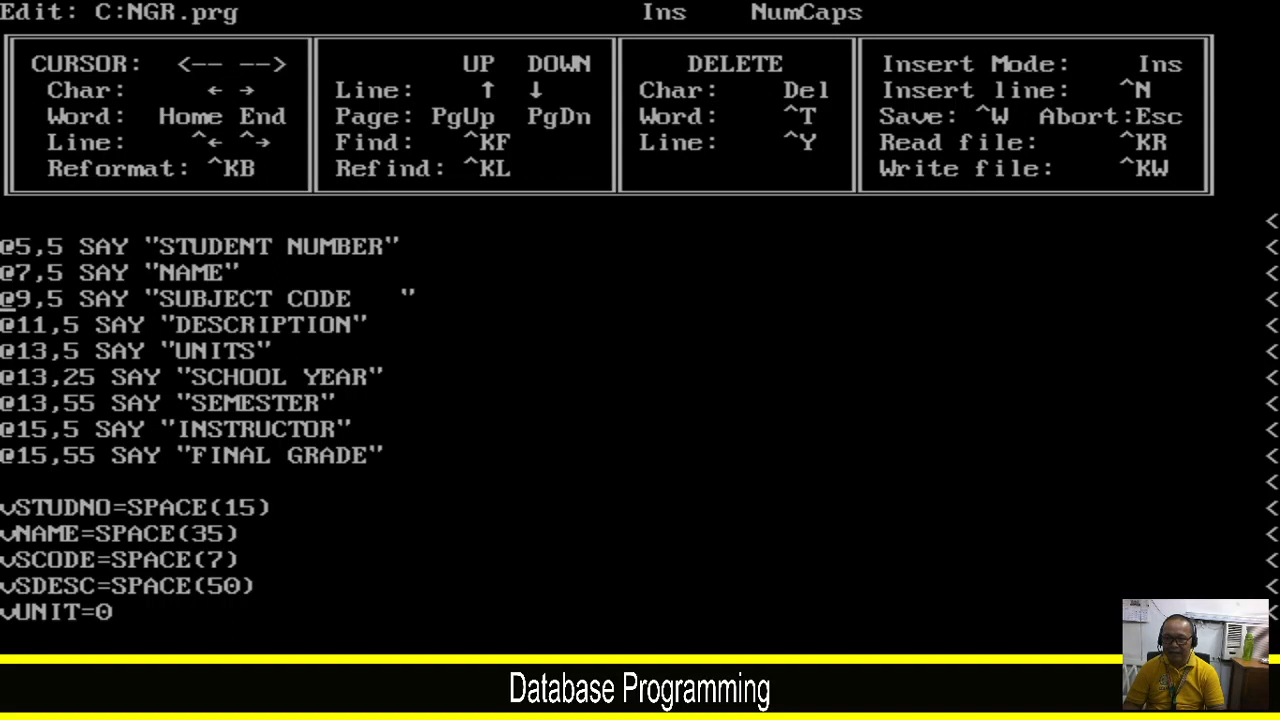 Edit: C:NGR.prg Ins NumCaps
CURSOR: <-- --> UP DOWN DELETE Insert Mode: Ins
Char: ← → Line: ↑ ↓ Char: Del Insert line: ^N
Word: Home End Page: PgUp PgDn Word: ^T Save: ^W Abort:Esc
Line: ^← ^→ Find: ^KF Line: ^Y Read file: ^KR
Reformat: ^KB Refind: ^KL Write file: ^KW
<
@5,5 SAY "STUDENT NUMBER" <
@7,5 SAY "NAME" <
@9,5 SAY "SUBJECT CODE   " <
@11,5 SAY "DESCRIPTION" <
@13,5 SAY "UNITS" <
@13,25 SAY "SCHOOL YEAR" <
@13,55 SAY "SEMESTER" <
@15,5 SAY "INSTRUCTOR" <
@15,55 SAY "FINAL GRADE" <
<
vSTUDNO=SPACE(15) <
vNAME=SPACE(35) <
vSCODE=SPACE(7) <
vSDESC=SPACE(50) <
vUNIT=0 <
Database Programming